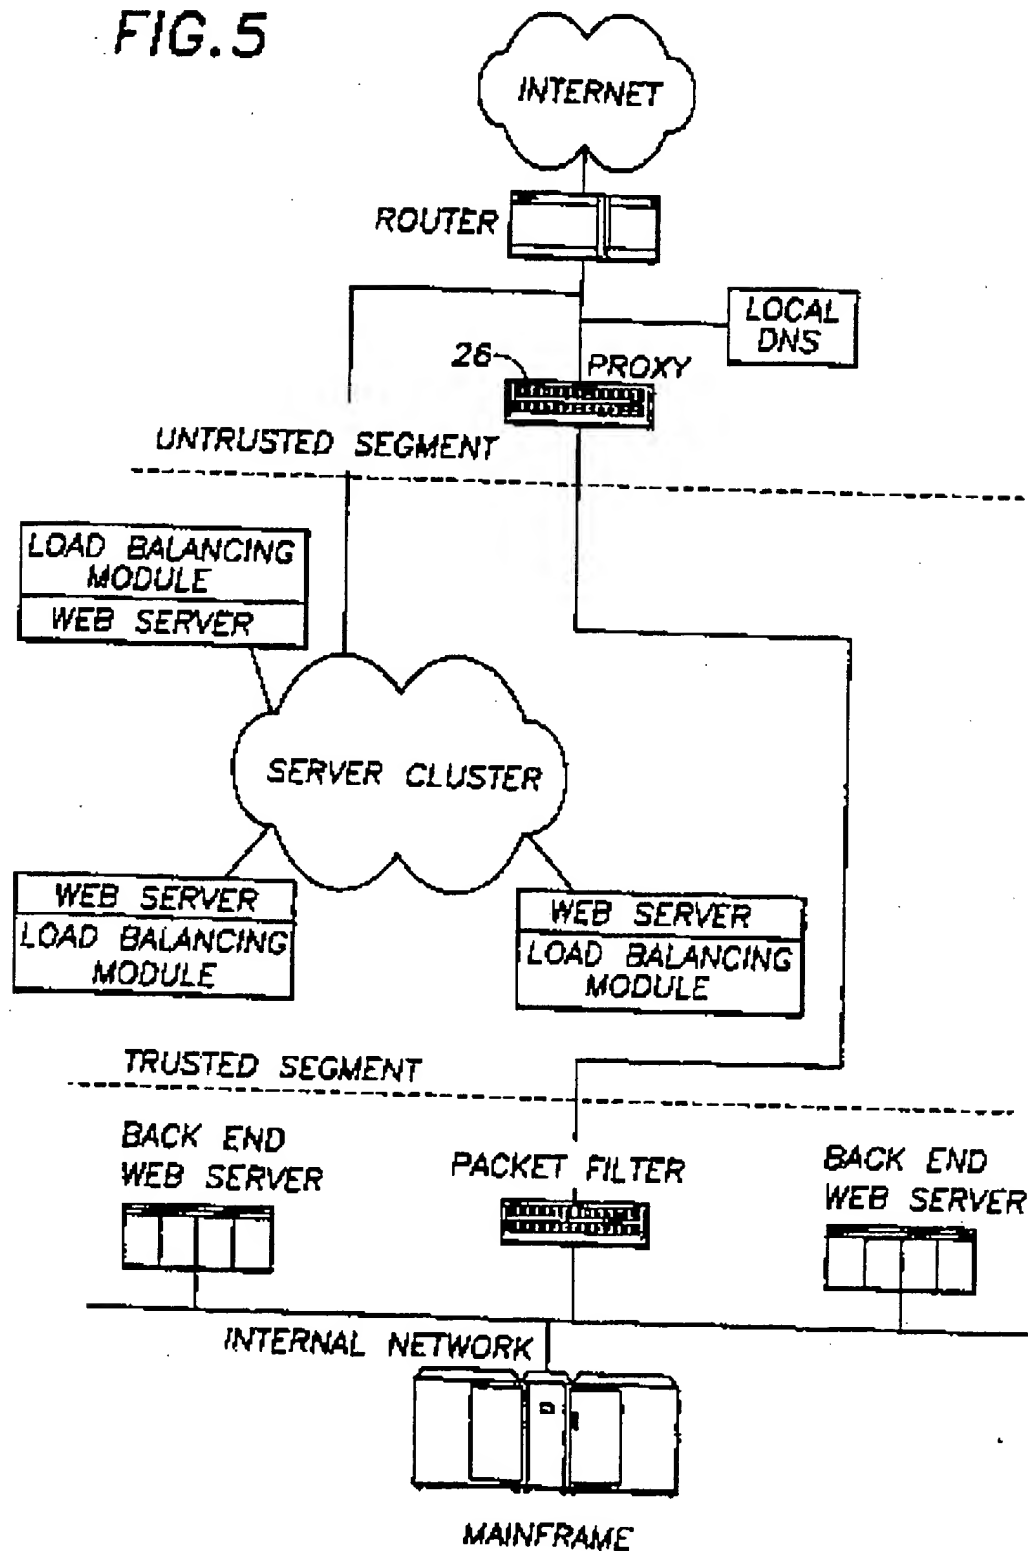 FIG.5
INTERNET
ROUTER
LOCAL
DNS
26
PROXY
UNTRUSTED SEGMENT
LOAD BALANCING
MODULE
WEB SERVER
SERVER CLUSTER
WEB SERVER
LOAD BALANCING
MODULE
WEB SERVER
LOAD BALANCING
MODULE
TRUSTED SEGMENT
BACK END
WEB SERVER
PACKET FILTER
BACK END
WEB SERVER
INTERNAL NETWORK
MAINFRAME